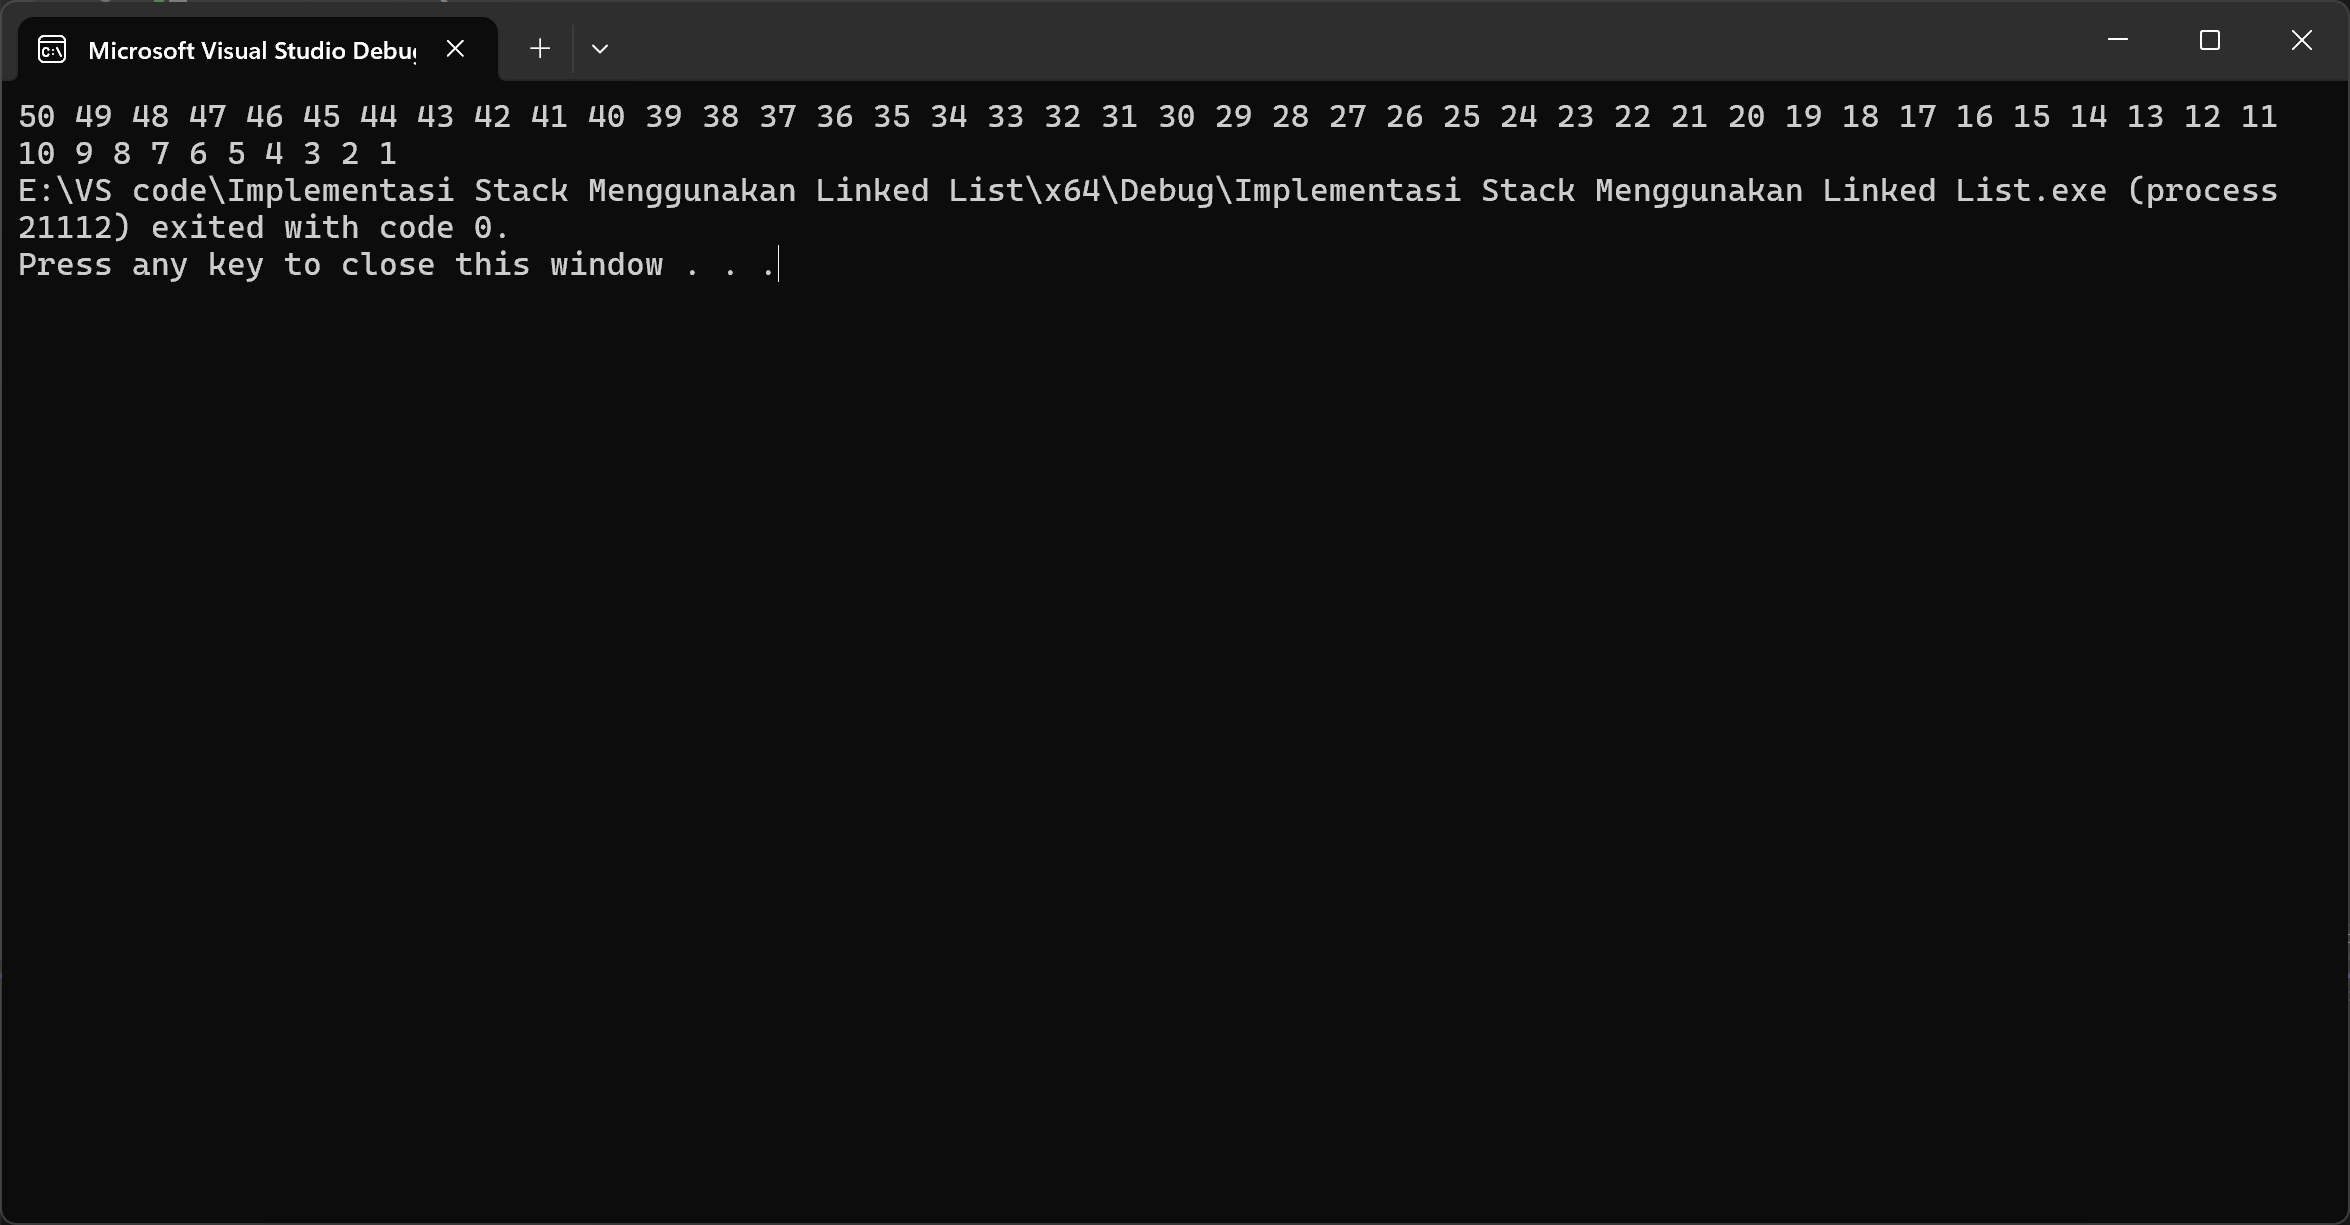 Microsoft Visual Studio Debug
50 49 48 47 46 45 44 43 42 41 40 39 38 37 36 35 34 33 32 31 30 29 28 27 26 25 24 23 22 21 20 19 18 17 16 15 14 13 12 11
10 9 8 7 6 5 4 3 2 1
E:\VS code\Implementasi Stack Menggunakan Linked List\x64\Debug\Implementasi Stack Menggunakan Linked List.exe (process
21112) exited with code 0.
Press any key to close this window . . .